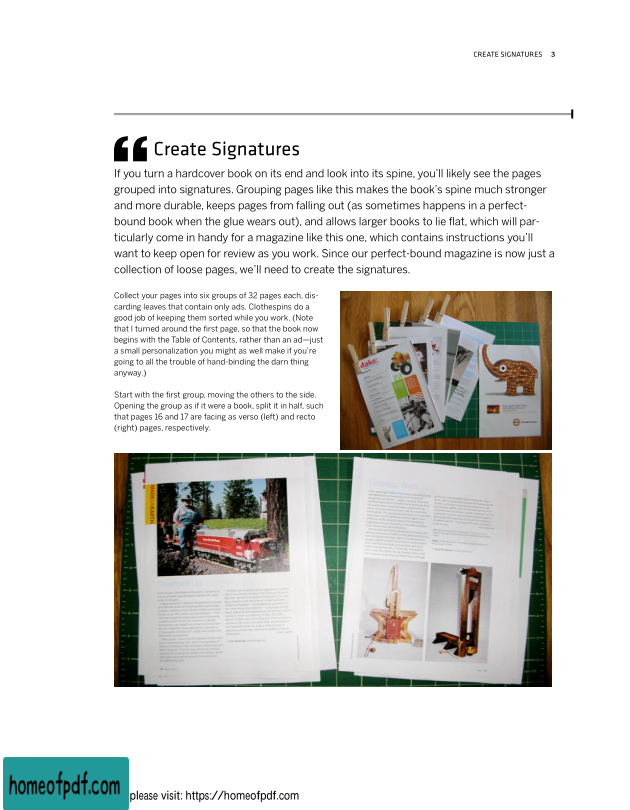 CREATE SIGNATURES 3
Create Signatures
If you turn a hardcover book on its end and look into its spine, you’ll likely see the pages
grouped into signatures. Grouping pages like this makes the book’s spine much stronger
and more durable, keeps pages from falling out (as sometimes happens in a perfect-
bound book when the glue wears out), and allows larger books to lie flat, which will par-
ticularly come in handy for a magazine like this one, which contains instructions you’ll
want to keep open for review as you work. Since our perfect-bound magazine is now just a
collection of loose pages, we’ll need to create the signatures.
Collect your pages into six groups of 32 pages each, dis-
carding leaves that contain only ads. Clothespins do a
good job of keeping them sorted while you work. (Note
that I turned around the first page, so that the book now
begins with the Table of Contents, rather than an ad—just
a small personalization you might as well make if you’re
going to all the trouble of hand-binding the darn thing
anyway.)
Start with the first group, moving the others to the side.
Opening the group as if it were a book, split it in half, such
that pages 16 and 17 are facing as verso (left) and recto
(right) pages, respectively.
Make:
homeofpdf.com
please visit: https://homeofpdf.com